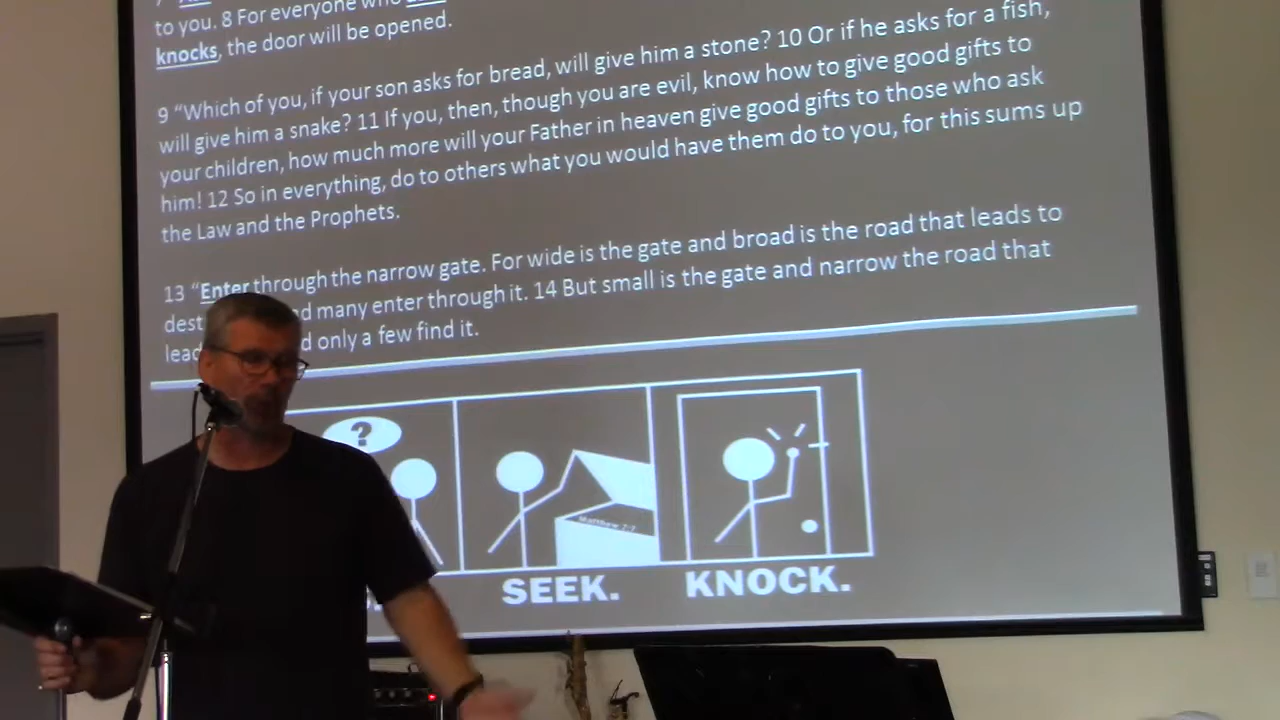 to you. 8 For everyone who
knocks, the door will be opened.
9 “Which of you, if your son asks for bread, will give him a stone? 10 Or if he asks for a fish,
will give him a snake? 11 If you, then, though you are evil, know how to give good gifts to
your children, how much more will your Father in heaven give good gifts to those who ask
him! 12 So in everything, do to others what you would have them do to you, for this sums up
the Law and the Prophets.
13 “Enter through the narrow gate. For wide is the gate and broad is the road that leads to
many enter through it. 14 But small is the gate and narrow the road that
only a few find it.
?
Matthew 7:7
SEEK.
KNOCK.